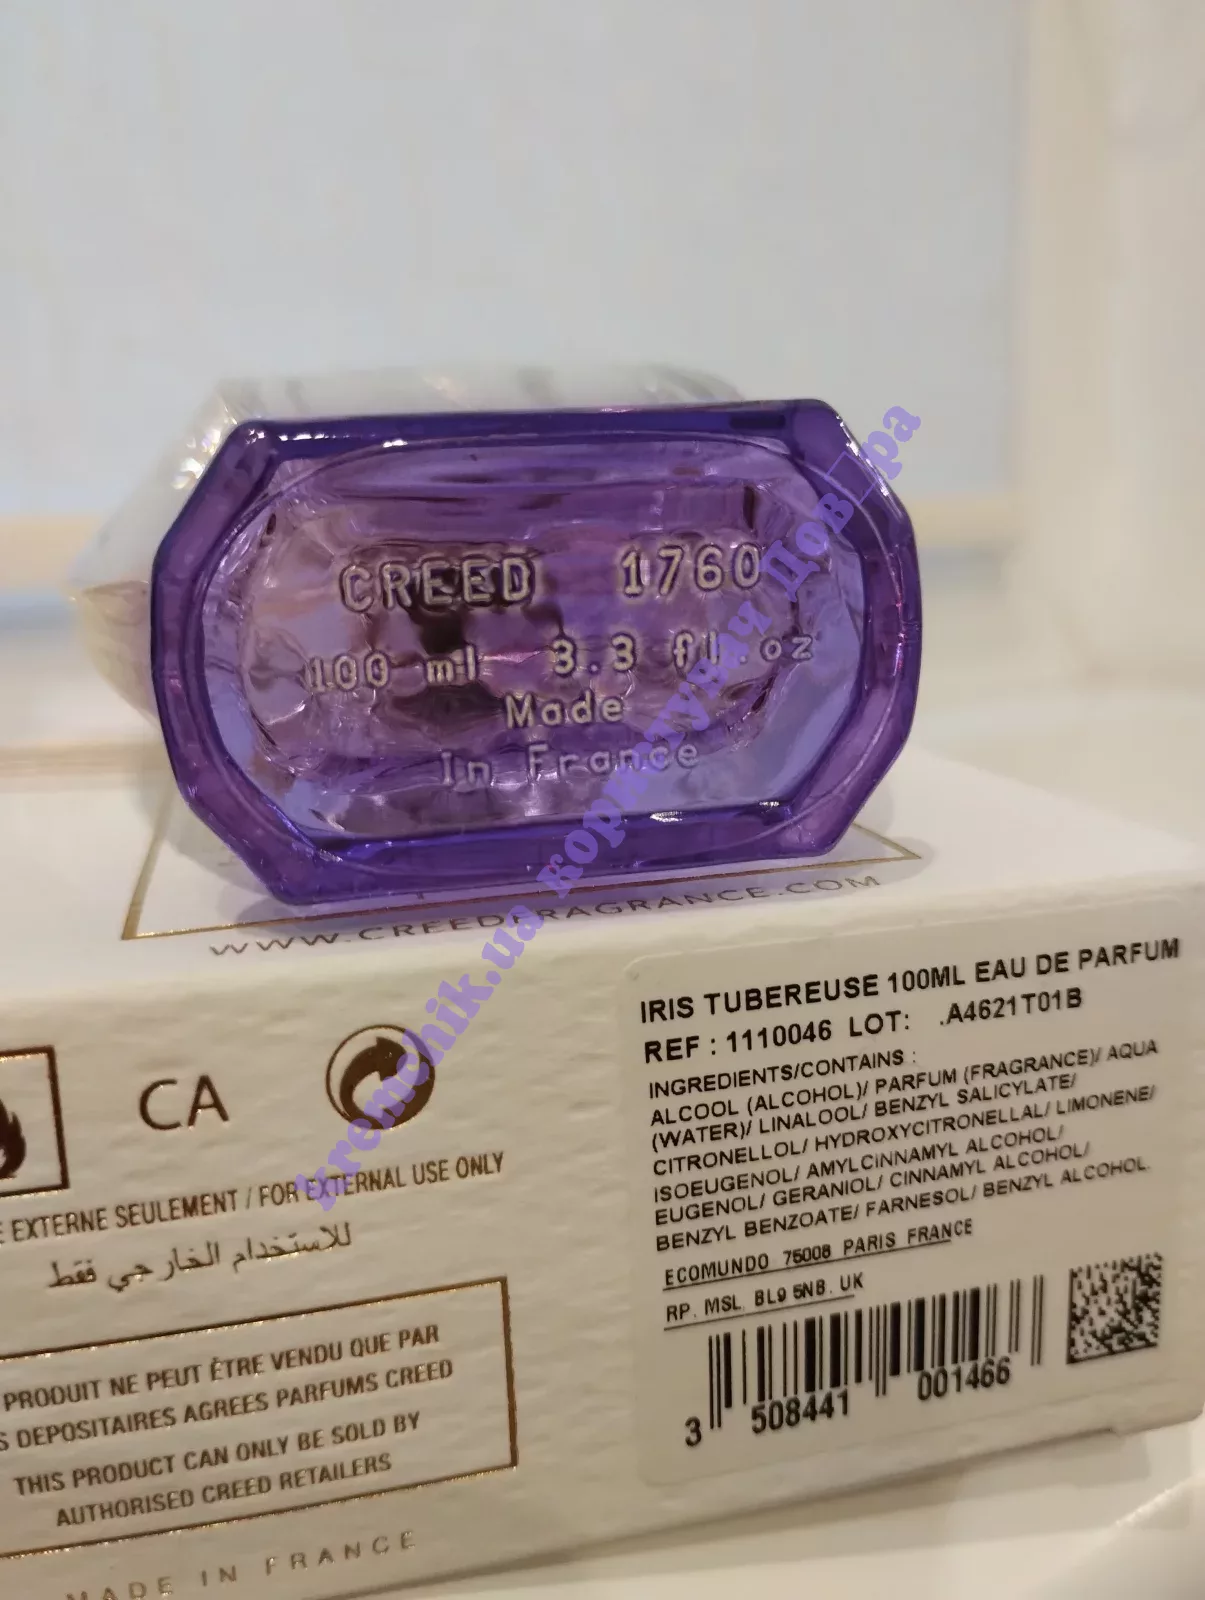 CREED 1760
100 ml 3.3 fl.oz
Made
In France
WWW.CREEDFRAGRANCE.COM
CA
EXTERNE SEULEMENT / FOR EXTERNAL USE ONLY
للاستخدام الخارجي فقط
PRODUIT NE PEUT ÊTRE VENDU QUE PAR
DEPOSITAIRES AGREES PARFUMS CREED
THIS PRODUCT CAN ONLY BE SOLD BY
AUTHORISED CREED RETAILERS
MADE IN FRANCE
IRIS TUBEREUSE 100ML EAU DE PARFUM
REF : 1110046 LOT: .A4621T01B
INGREDIENTS/CONTAINS :
ALCOOL (ALCOHOL)/ PARFUM (FRAGRANCE)/ AQUA
(WATER)/ LINALOOL/ BENZYL SALICYLATE/
CITRONELLOL/ HYDROXYCITRONELLAL/ LIMONENE/
ISOEUGENOL/ AMYLCINNAMYL ALCOHOL/
EUGENOL/ GERANIOL/ CINNAMYL ALCOHOL/
BENZYL BENZOATE/ FARNESOL/ BENZYL ALCOHOL.
ECOMUNDO 75008 PARIS FRANCE
RP. MSL. BL9 5NB. UK
3 508441 001466
kremchik.ua Користувач